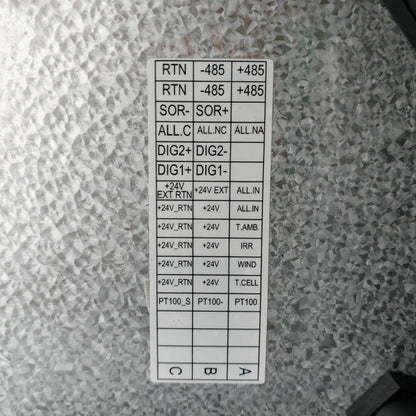 RTN -485 +485
RTN -485 +485
SOR- SOR+
ALL.C ALL.NC ALL.NA
DIG2+ DIG2-
DIG1+ DIG1-
+24V EXT RTN +24V EXT ALL.IN
+24V_RTN +24V ALL.IN
+24V_RTN +24V T.AMB.
+24V_RTN +24V IRR
+24V_RTN +24V WIND
+24V_RTN +24V T.CELL
PT100_S PT100- PT100
C B A